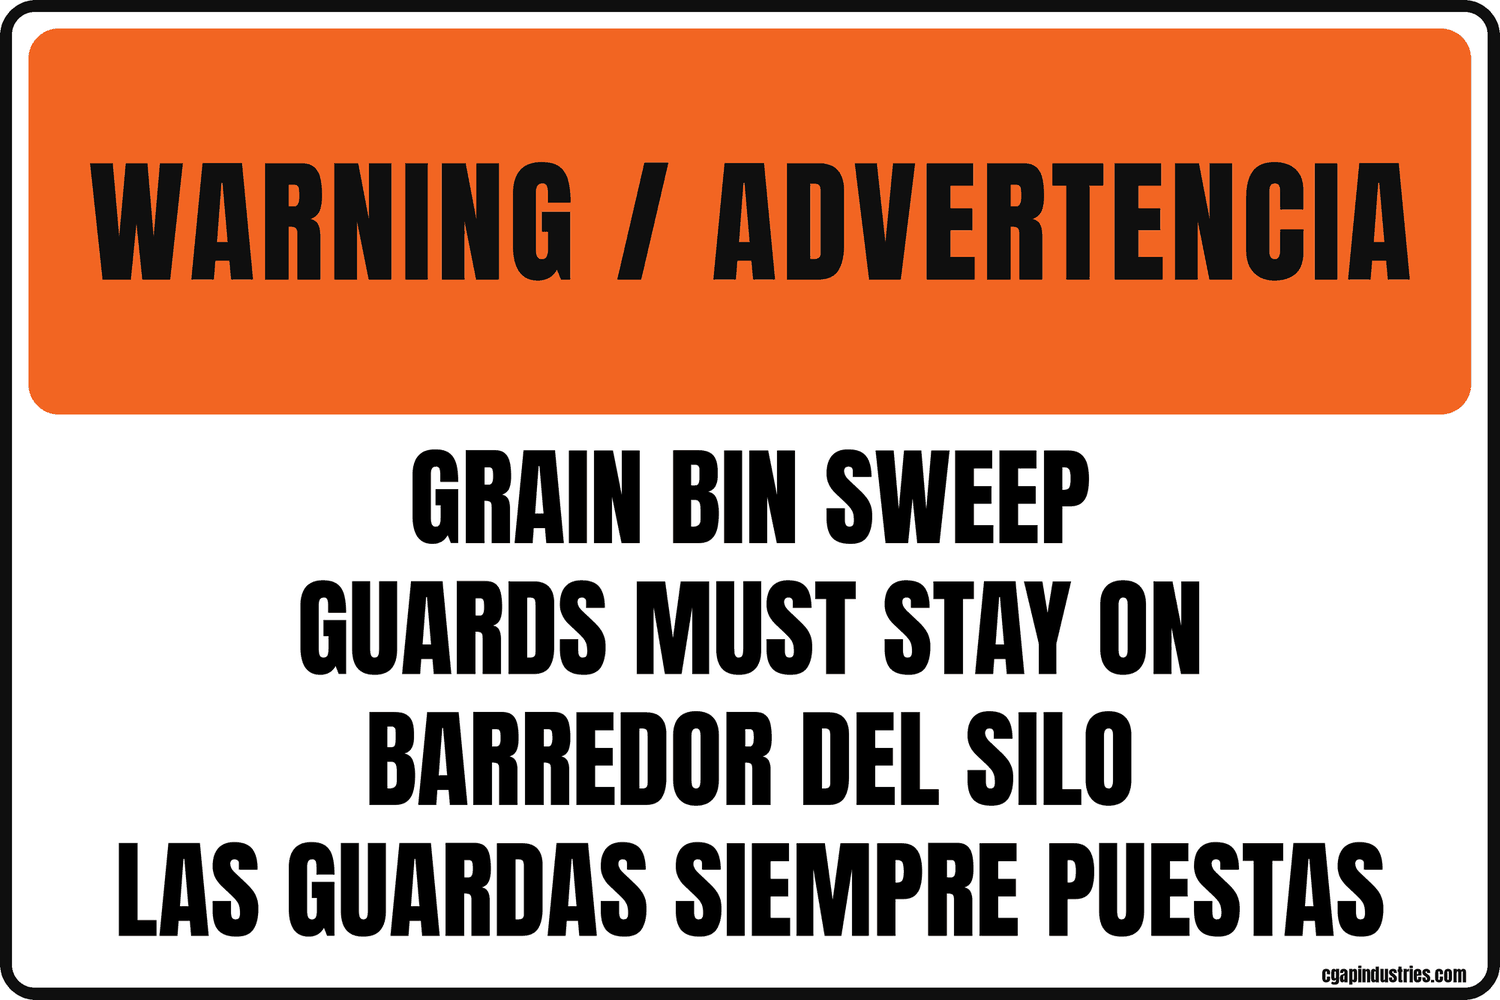 WARNING / ADVERTENCIA
GRAIN BIN SWEEP
GUARDS MUST STAY ON
BARREDOR DEL SILO
LAS GUARDAS SIEMPRE PUESTAS
cgapindustries.com